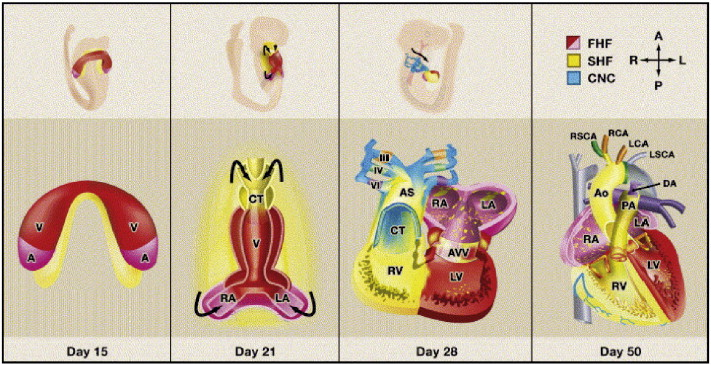 FHF
SHF
CNC
A
R
L
P
V
V
A
A
CT
V
RA
LA
III
IV
VI
AS
RA
LA
CT
AVV
RV
LV
RSCA
RCA
LCA
LSCA
DA
Ao
PA
LA
RA
LV
RV
Day 15
Day 21
Day 28
Day 50